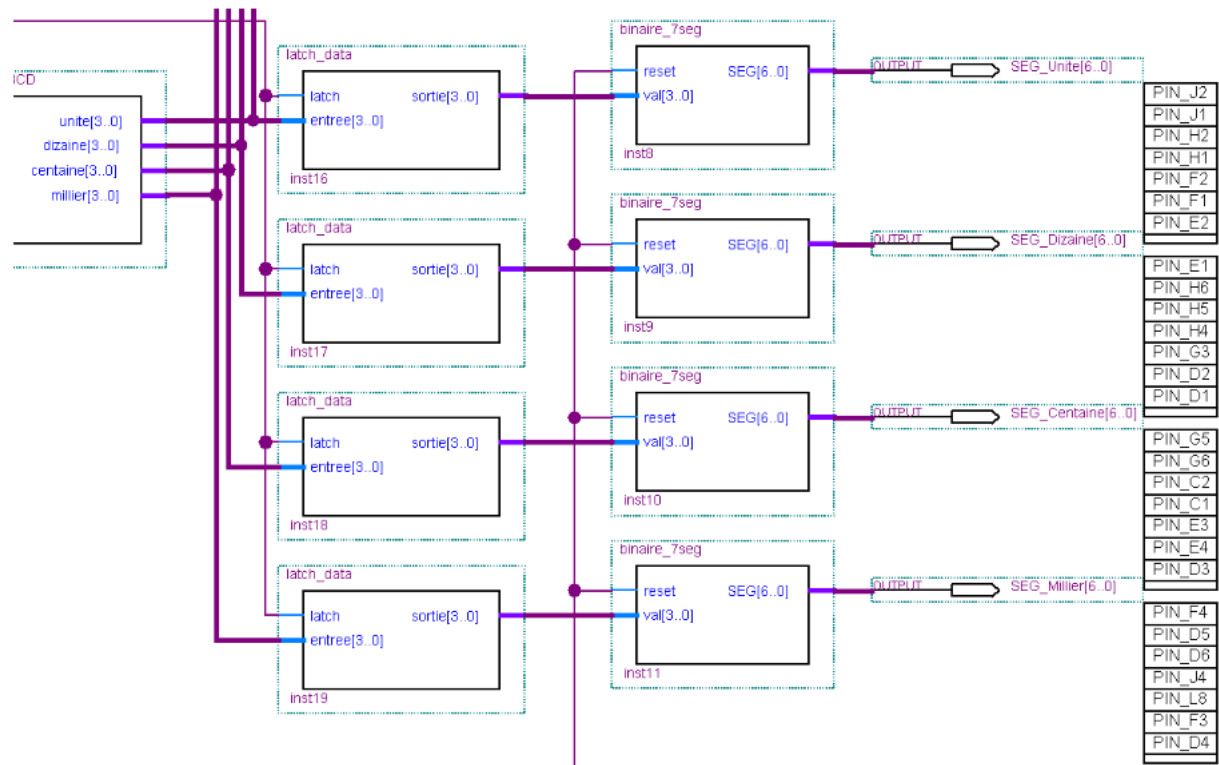 binaire_7seg
latch_data
reset SEG[6..0]
OUTPUT SEG_Unite[6..0]
CD
latch sortie[3..0]
val[3..0]
PIN_J2
unite[3..0]
entree[3..0]
PIN_J1
dizaine[3..0]
PIN_H2
inst8
PIN_H1
centaine[3..0]
inst16
PIN_F2
millier[3..0]
PIN_F1
binaire_7seg
PIN_E2
latch_data
reset SEG[6..0]
OUTPUT SEG_Dizaine[6..0]
latch sortie[3..0]
val[3..0]
PIN_E1
entree[3..0]
PIN_H6
PIN_H5
inst9
PIN_H4
inst17
PIN_G3
PIN_D2
binaire_7seg
PIN_D1
latch_data
reset SEG[6..0]
OUTPUT SEG_Centaine[6..0]
latch sortie[3..0]
val[3..0]
PIN_G5
entree[3..0]
PIN_G6
PIN_C2
inst10
PIN_C1
inst18
PIN_E3
PIN_E4
binaire_7seg
PIN_D3
latch_data
reset SEG[6..0]
OUTPUT SEG_Millier[6..0]
latch sortie[3..0]
val[3..0]
PIN_F4
entree[3..0]
PIN_D5
PIN_D6
inst11
PIN_J4
inst19
PIN_L8
PIN_F3
PIN_D4